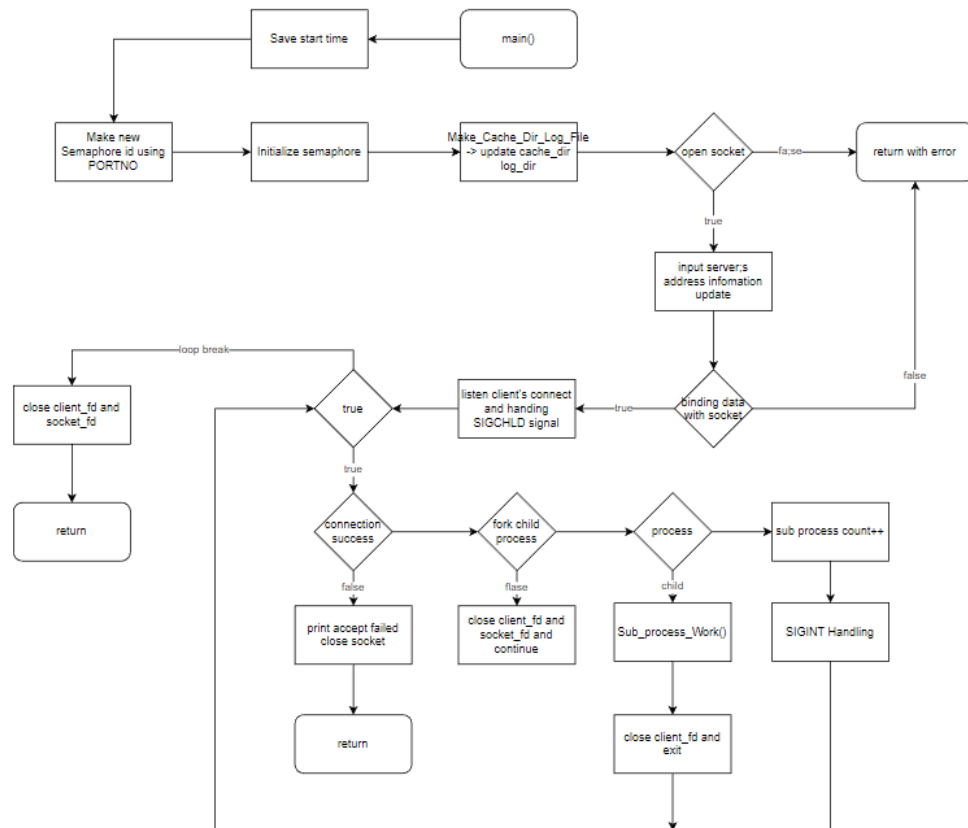 Save start time
main()
Make new
Semaphore id using
PORTNO
Initialize semaphore
Make_Cache_Dir_Log_File
-> update cache_dir
log_dir
open socket
fa;se
return with error
true
input server;s
address infomation
update
false
loop break
close client_fd and
socket_fd
true
listen client's connect
and handing
SIGCHLD signal
true
binding data
with socket
true
return
connection
success
fork child
process
process
sub process count++
false
flase
child
print accept failed
close socket
close client_fd and
socket_fd and
continue
Sub_process_Work()
SIGINT Handling
return
close client_fd and
exit